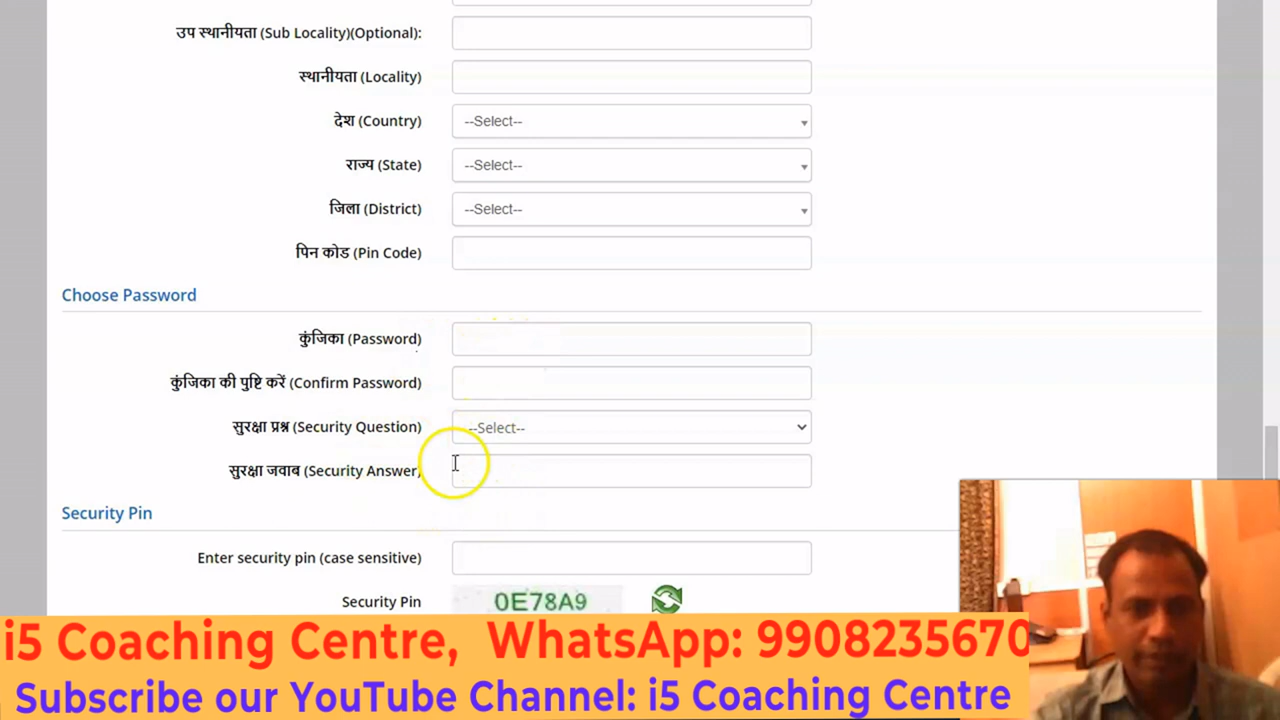 उप स्थानीयता (Sub Locality)(Optional):
स्थानीयता (Locality)
देश (Country) --Select--
राज्य (State) --Select--
जिला (District) --Select--
पिन कोड (Pin Code)
Choose Password
कुंजिका (Password)
कुंजिका की पुष्टि करें (Confirm Password)
सुरक्षा प्रश्न (Security Question) --Select--
सुरक्षा जवाब (Security Answer)
Security Pin
Enter security pin (case sensitive)
Security Pin 0E78A9
i5 Coaching Centre, WhatsApp: 9908235670
Subscribe our YouTube Channel: i5 Coaching Centre